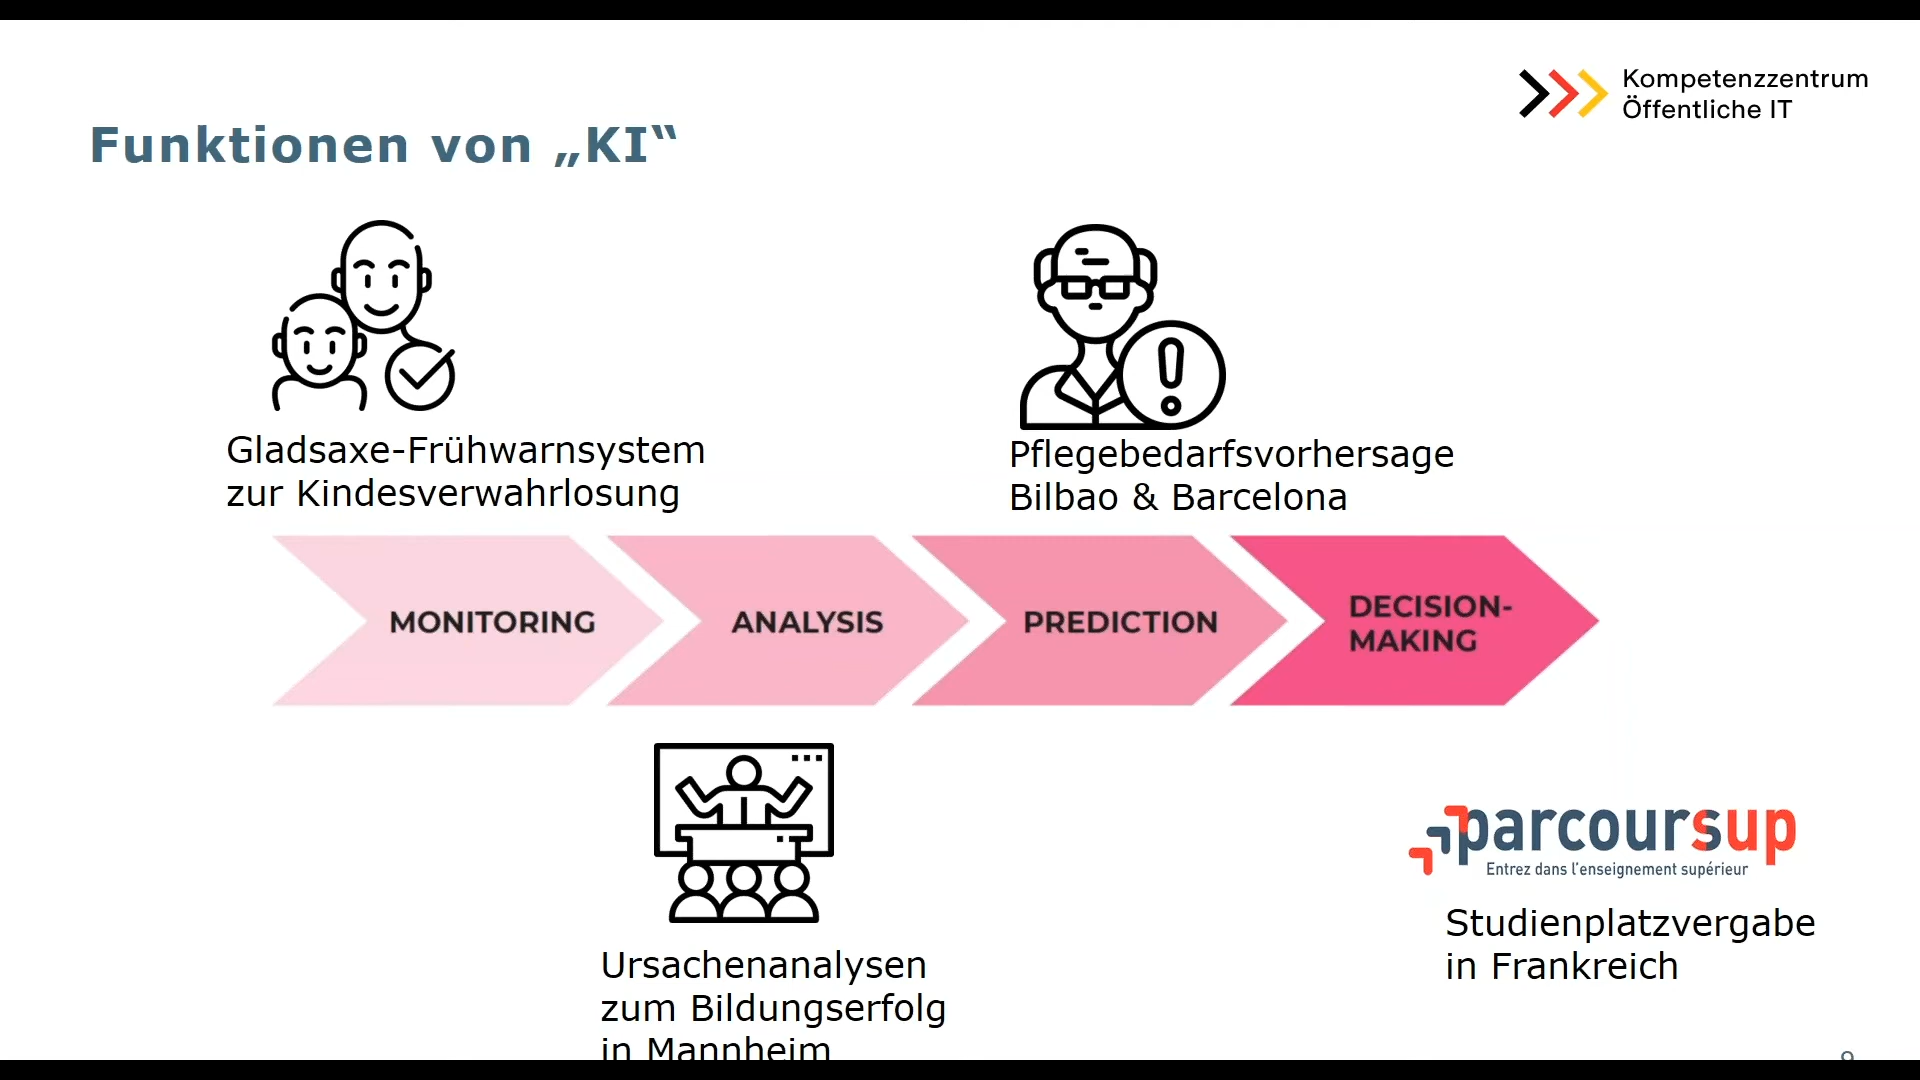 Kompetenzzentrum
Öffentliche IT
Funktionen von „KI“
Gladsaxe-Frühwarnsystem
zur Kindesverwahrlosung
Pflegebedarfsvorhersage
Bilbao & Barcelona
MONITORING
ANALYSIS
PREDICTION
DECISION-
MAKING
parcoursup
Entrez dans l'enseignement supérieur
Studienplatzvergabe
in Frankreich
Ursachenanalysen
zum Bildungserfolg
in Mannheim